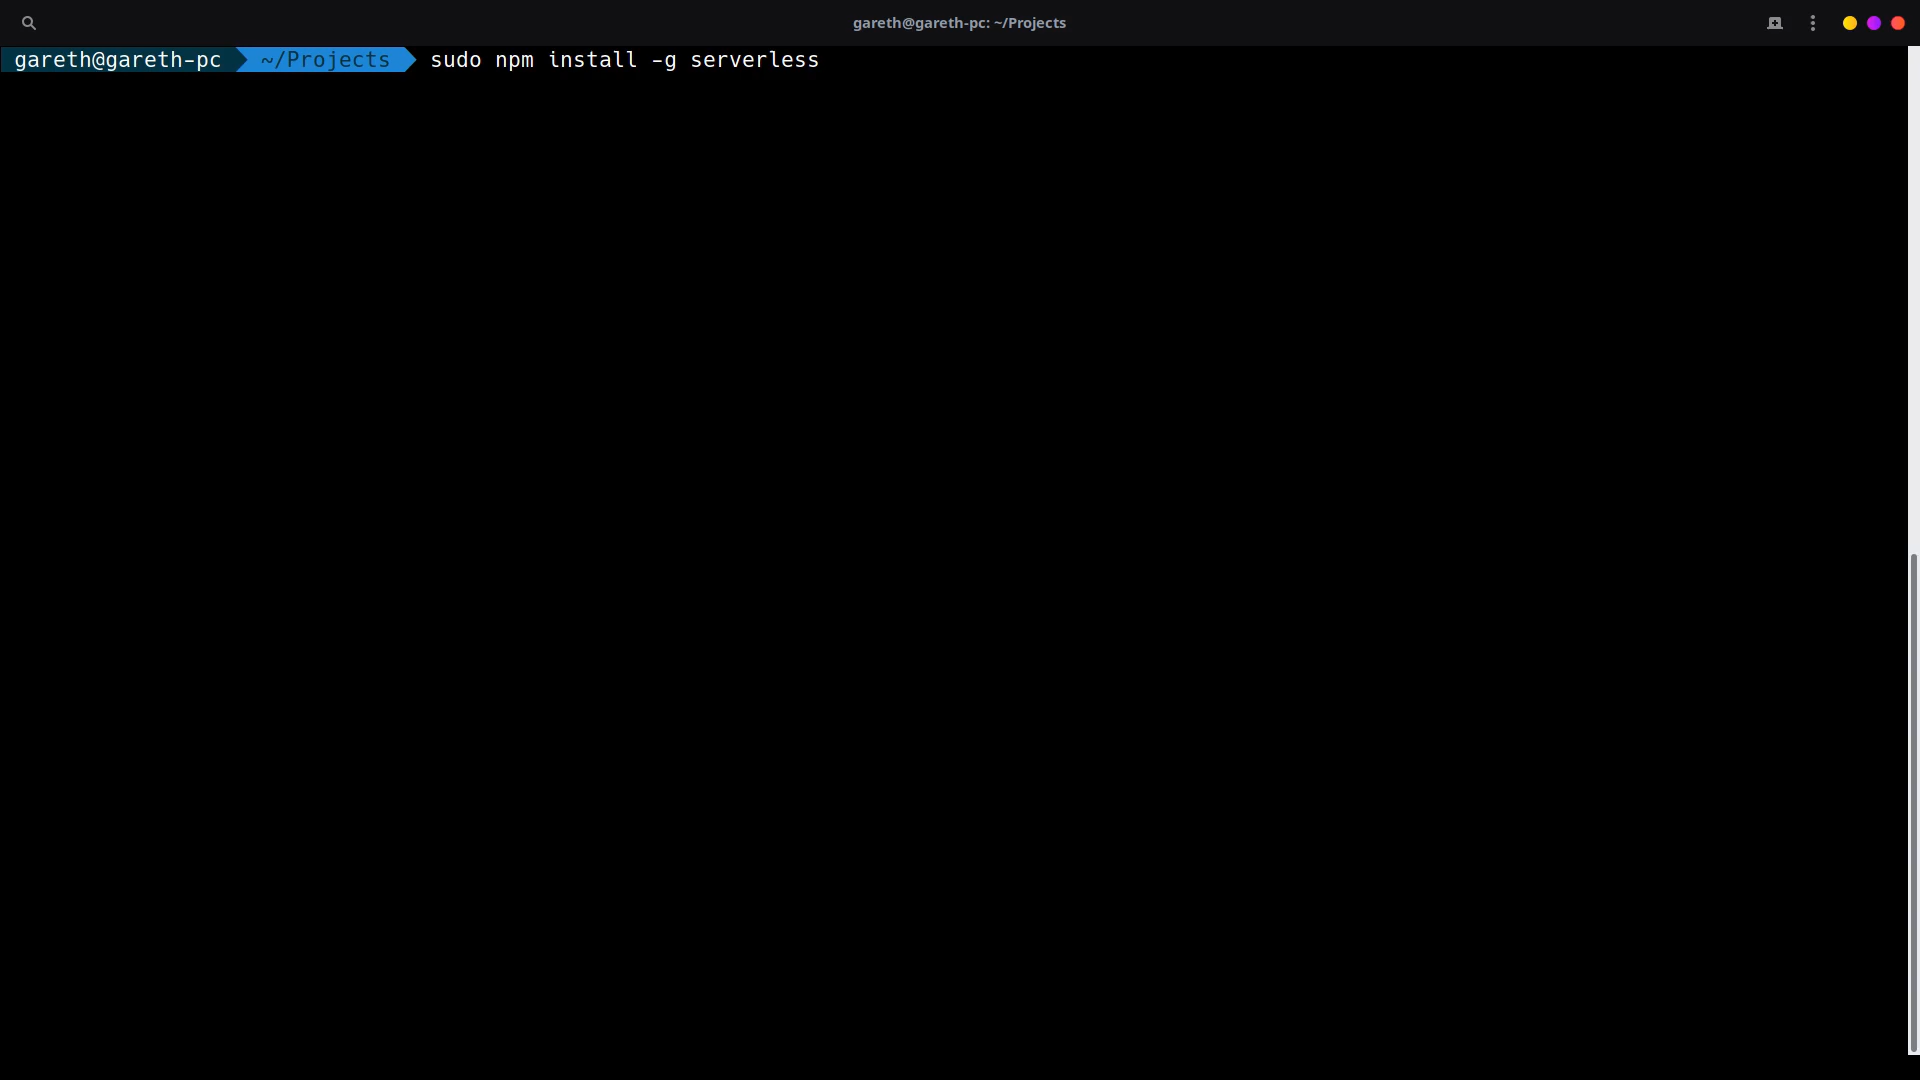 gareth@gareth-pc: ~/Projects
gareth@gareth-pc ~/Projects sudo npm install -g serverless